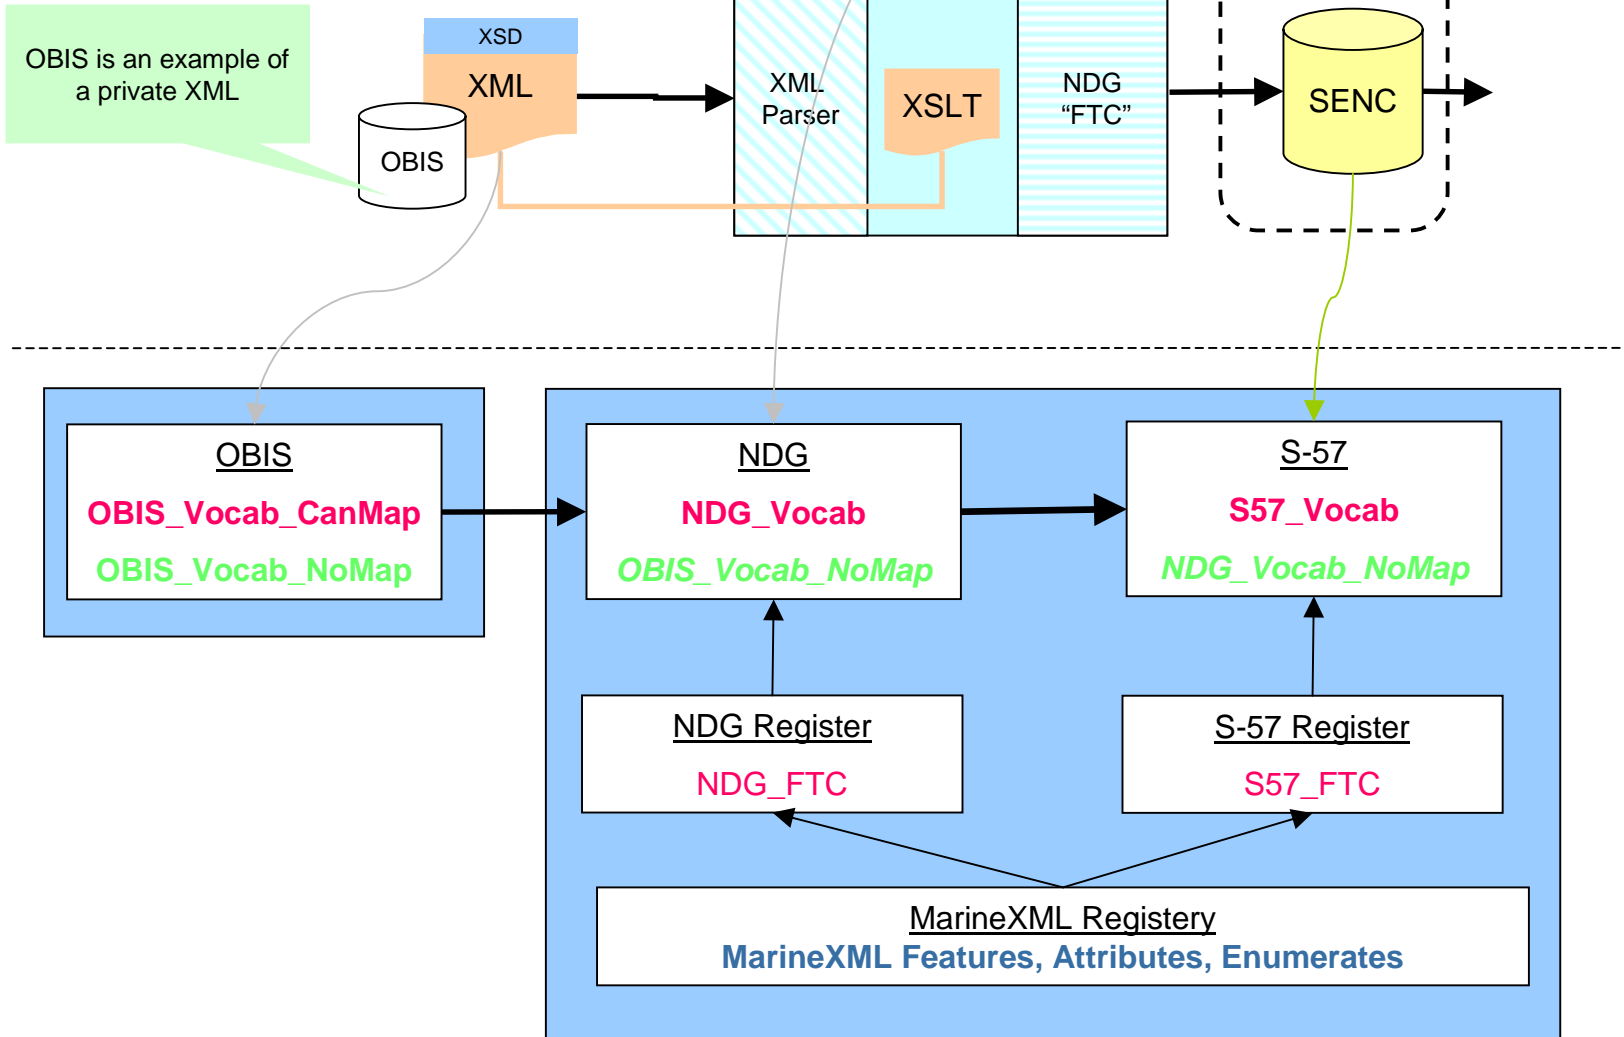 OBIS is an example of
a private XML
XSD
XML
OBIS
XML
Parser
XSLT
NDG
“FTC”
SENC
OBIS
OBIS_Vocab_CanMap
OBIS_Vocab_NoMap
NDG
NDG_Vocab
OBIS_Vocab_NoMap
S-57
S57_Vocab
NDG_Vocab_NoMap
NDG Register
NDG_FTC
S-57 Register
S57_FTC
MarineXML Registery
MarineXML Features, Attributes, Enumerates